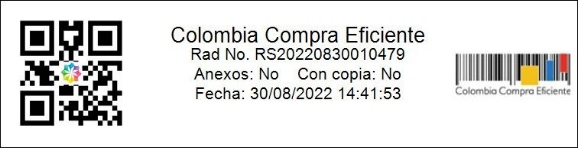 Colombia Compra Eficiente
Rad No. RS20220830010479
Anexos: No Con copia: No
Fecha: 30/08/2022 14:41:53
Colombia Compra Eficiente